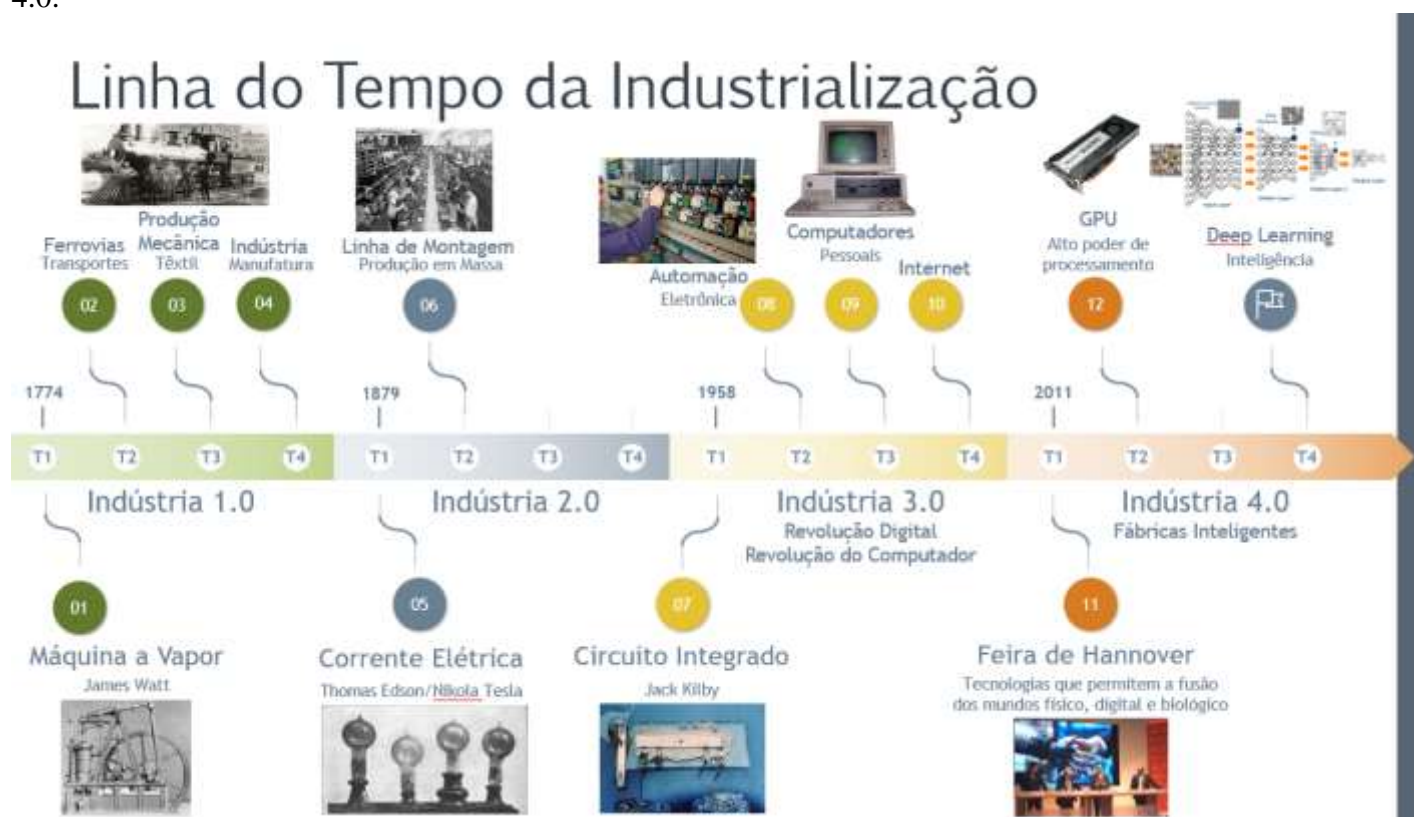 4.0.
Linha do Tempo da Industrialização
Ferrovias
Transportes
02
Produção
Mecânica
Têxtil
03
Indústria
Manufatura
04
Linha de Montagem
Produção em Massa
06
Automação
Eletrônica
08
Computadores
Pessoais
09
Internet
10
GPU
Alto poder de
processamento
12
Deep Learning
Inteligência
1774
1879
1958
2011
T1 T2 T3 T4 T1 T2 T3 T4 T1 T2 T3 T4 T1 T2 T3 T4
Indústria 1.0
Indústria 2.0
Indústria 3.0
Revolução Digital
Revolução do Computador
Indústria 4.0
Fábricas Inteligentes
01
Máquina a Vapor
James Watt
05
Corrente Elétrica
Thomas Edson/Nikola Tesla
07
Circuito Integrado
Jack Kilby
11
Feira de Hannover
Tecnologias que permitem a fusão
dos mundos físico, digital e biológico